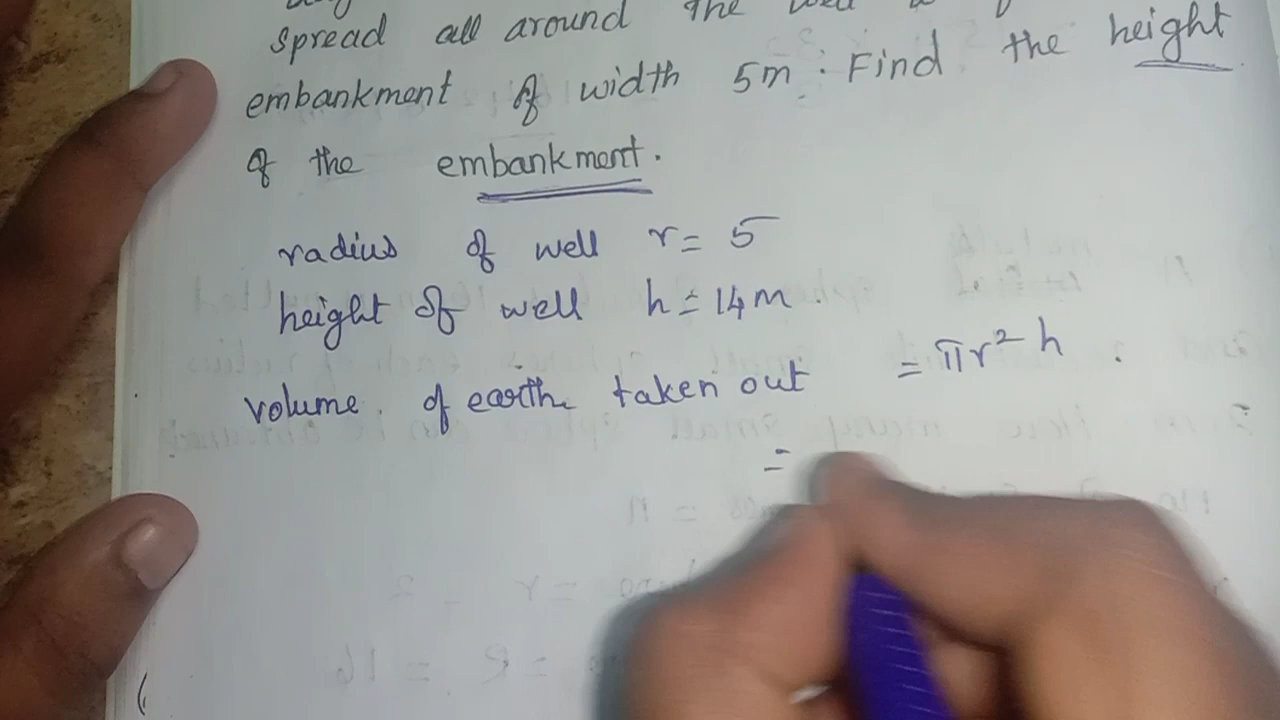 spread all around the well
embankment of width 5m. Find the height
of the embankment.
radius of well r = 5
height of well h = 14m.
volume of earth taken out = πr² h
=